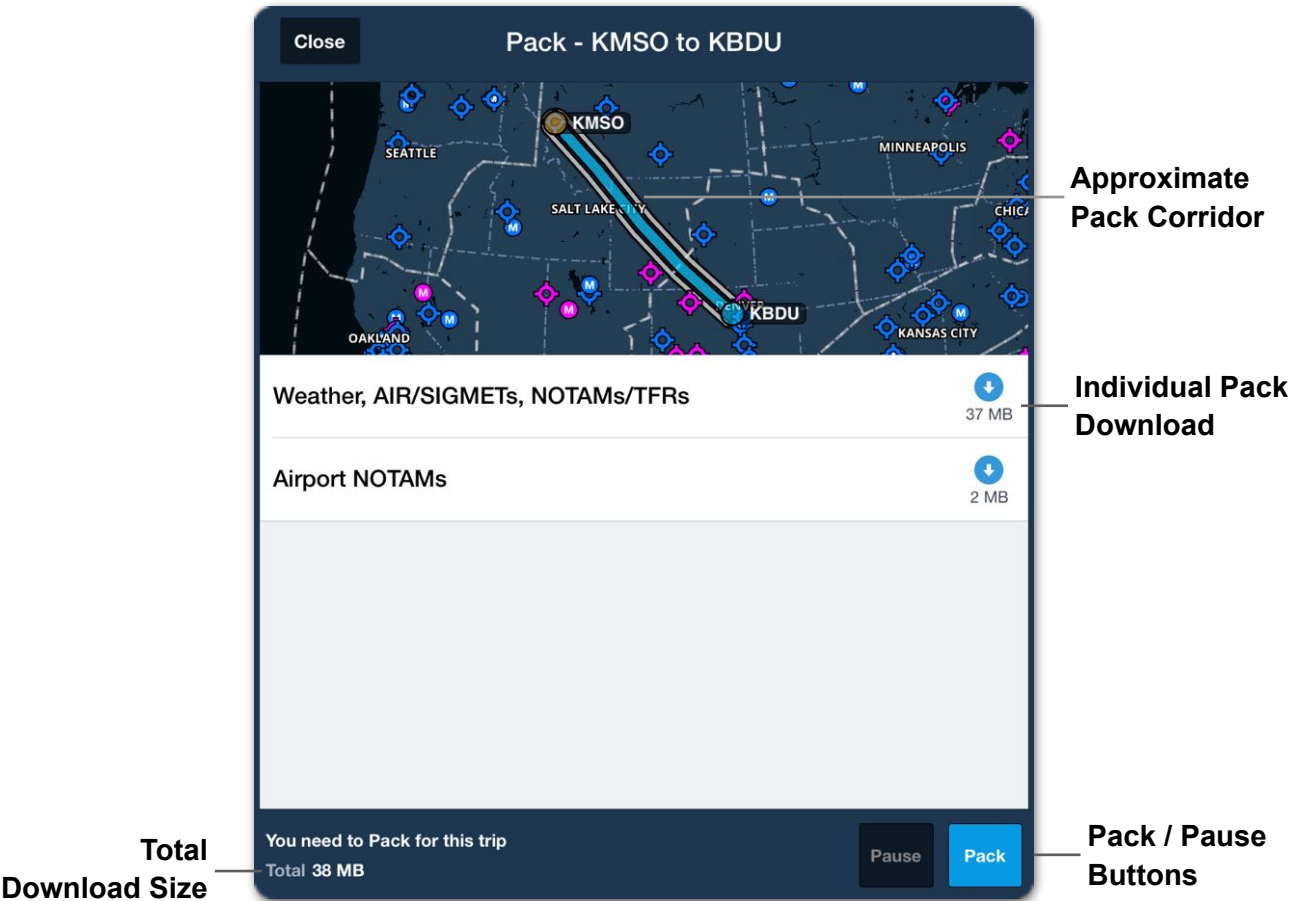 Close
Pack - KMSO to KBDU
KMSO
SEATTLE
MINNEAPOLIS
SALT LAKE CITY
CHICA
DENVER
KBDU
OAKLAND
KANSAS CITY
M
M
M
M
M
M
M
M
M
M
M
Approximate
Pack Corridor
Weather, AIR/SIGMETs, NOTAMs/TFRs
37 MB
Individual Pack
Download
Airport NOTAMs
2 MB
You need to Pack for this trip
Total 38 MB
Pause
Pack
Total
Download Size
Pack / Pause
Buttons